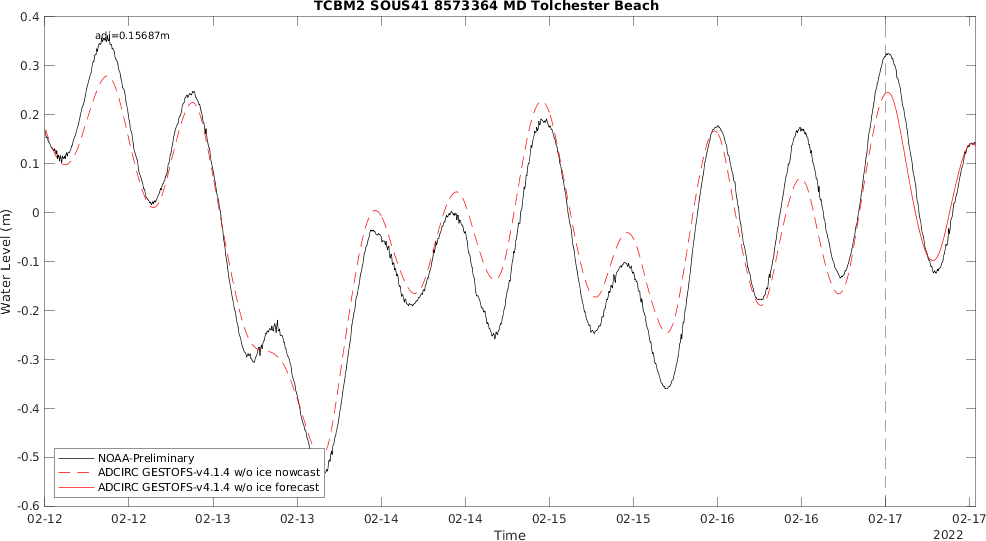 TCBM2 SOUS41 8573364 MD Tolchester Beach
adj=0.15687m
0.4
0.3
0.2
0.1
0
-0.1
-0.2
-0.3
-0.4
-0.5
-0.6
Water Level (m)
NOAA-Preliminary
ADCIRC GESTOFS-v4.1.4 w/o ice nowcast
ADCIRC GESTOFS-v4.1.4 w/o ice forecast
02-12 02-12 02-13 02-13 02-14 02-14 02-15 02-15 02-16 02-16 02-17 02-17
Time
2022